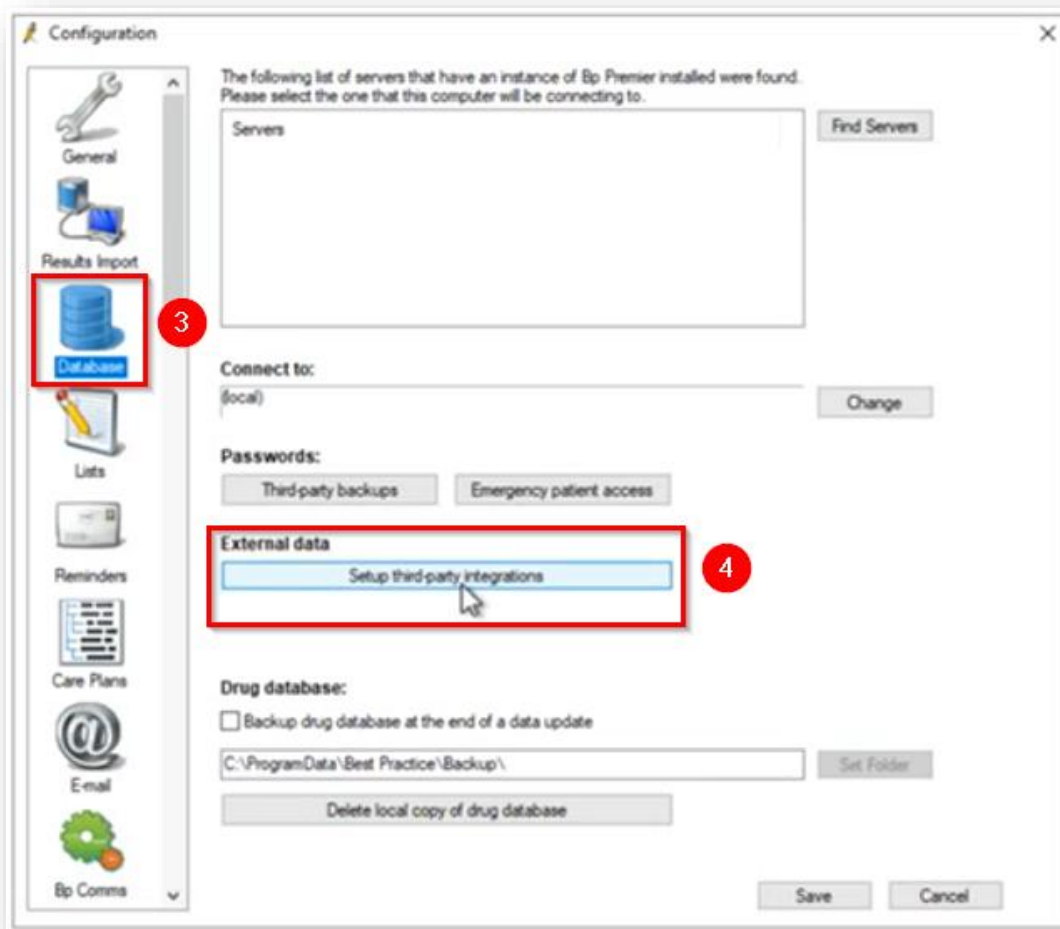 Configuration
General
Results Import
Database
3
Lists
Reminders
Care Plans
E-mail
Bp Comms
The following list of servers that have an instance of Bp Premier installed were found.
Please select the one that this computer will be connecting to.
Servers
Find Servers
Connect to:
(local)
Change
Passwords:
Third-party backups
Emergency patient access
External data
Setup third-party integrations
4
Drug database:
Backup drug database at the end of a data update
C:\ProgramData\Best Practice\Backup\
Set Folder
Delete local copy of drug database
Save
Cancel